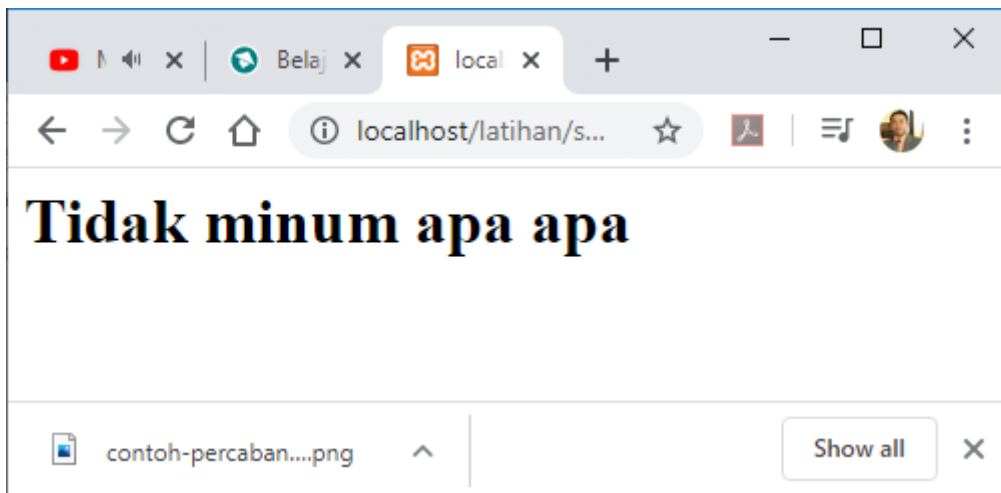 Belaj
local
localhost/latihan/s...
Tidak minum apa apa
contoh-percaban....png
Show all